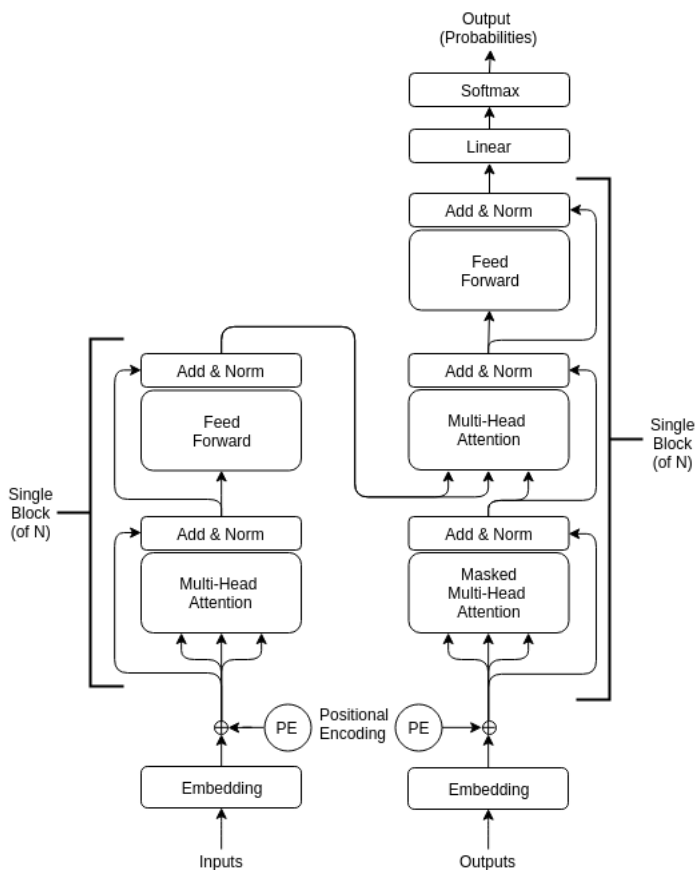 Output
(Probabilities)
Softmax
Linear
Add & Norm
Feed
Forward
Add & Norm
Multi-Head
Attention
Single
Block
(of N)
Add & Norm
Masked
Multi-Head
Attention
Add & Norm
Feed
Forward
Single
Block
(of N)
Add & Norm
Multi-Head
Attention
PE
Positional
Encoding
PE
Embedding
Embedding
Inputs
Outputs